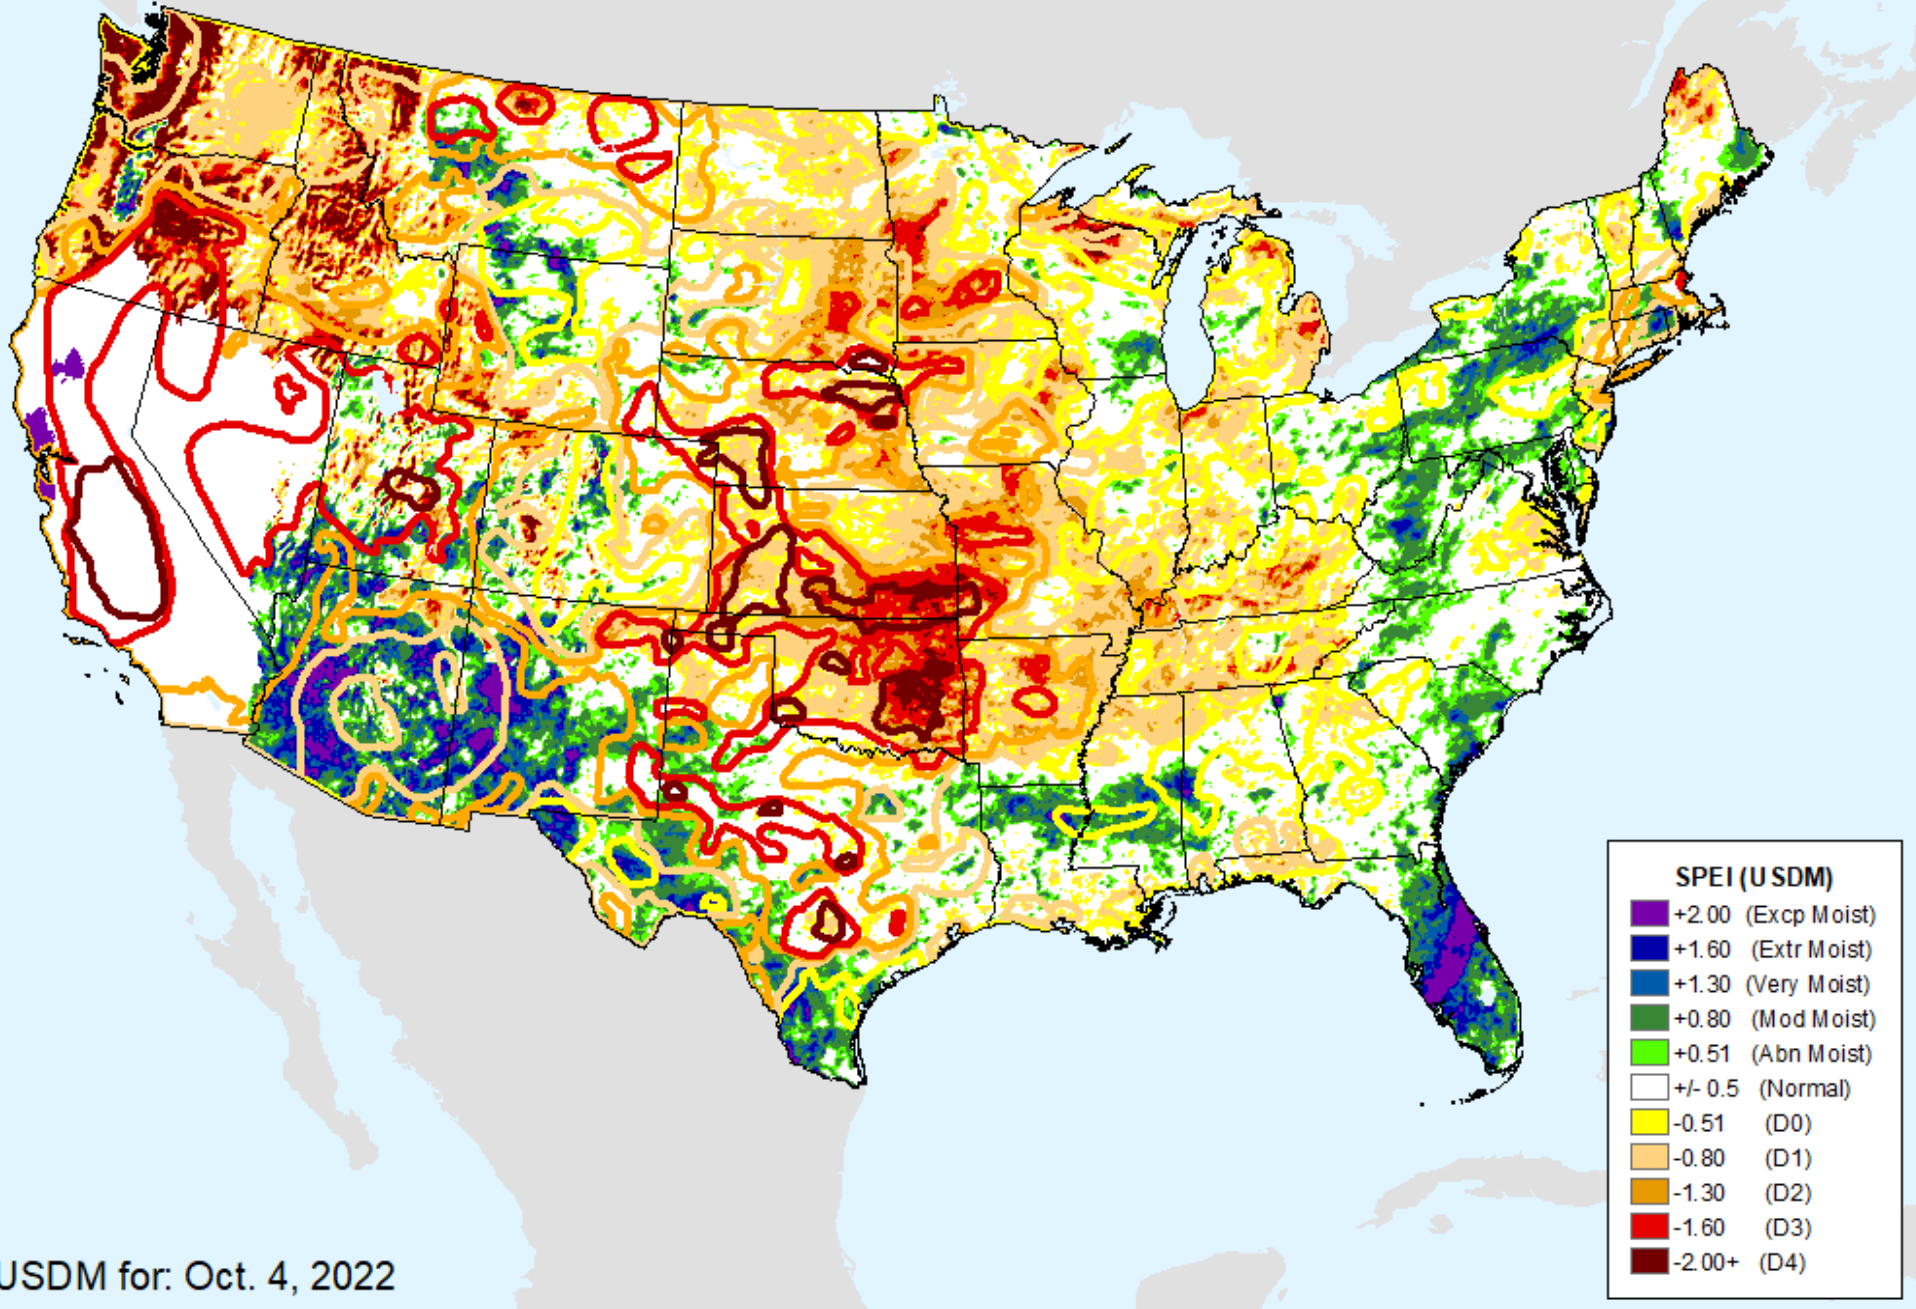 SPEI (USDM)
+2.00 (Excp Moist)
+1.60 (Extr Moist)
+1.30 (Very Moist)
+0.80 (Mod Moist)
+0.51 (Abn Moist)
+/- 0.5 (Normal)
-0.51 (D0)
-0.80 (D1)
-1.30 (D2)
-1.60 (D3)
-2.00+ (D4)
USDM for: Oct. 4, 2022